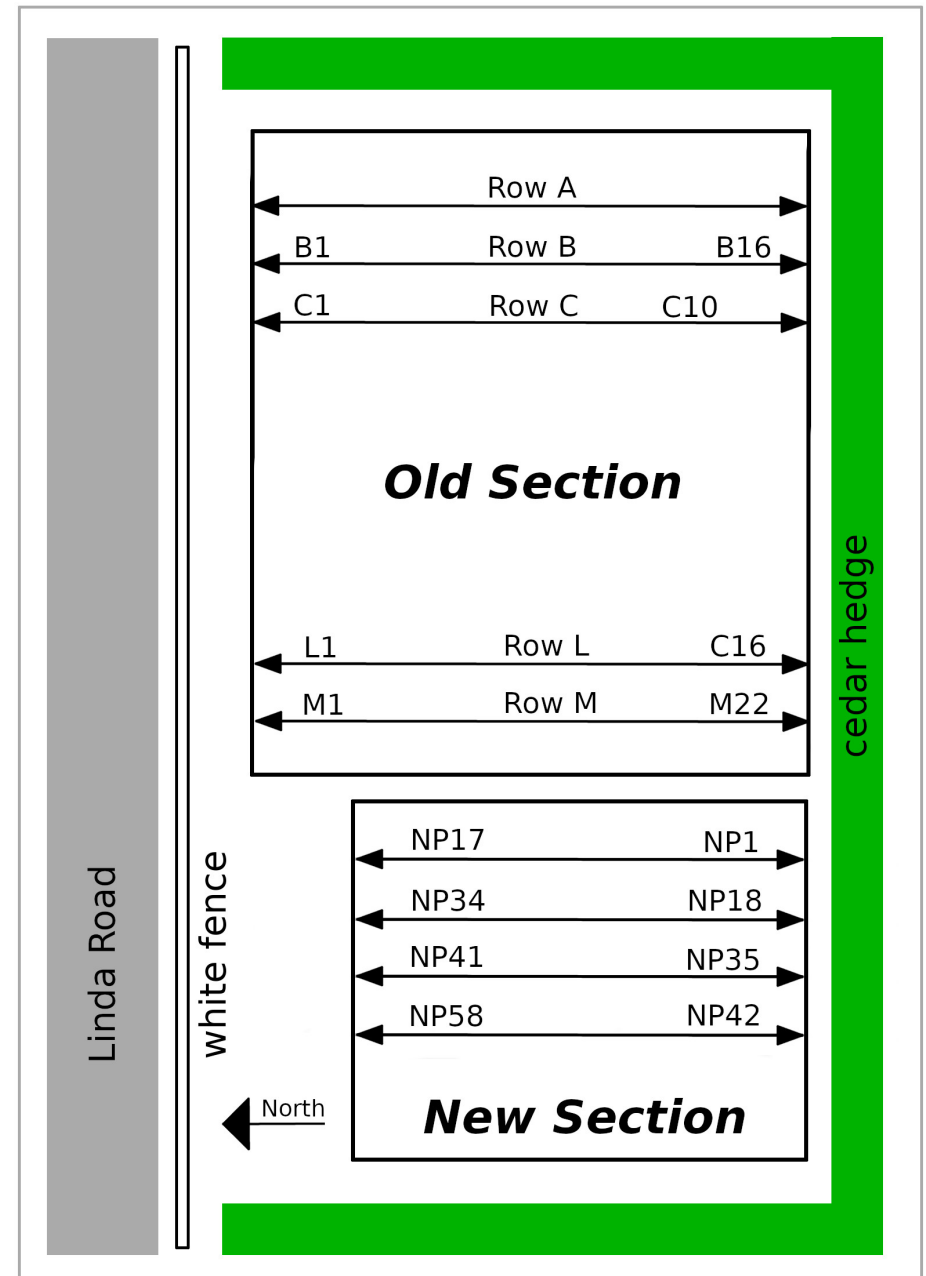 Row A
B1 Row B B16
C1 Row C C10
Old Section
cedar hedge
L1 Row L C16
M1 Row M M22
NP17 NP1
NP34 NP18
NP41 NP35
NP58 NP42
Linda Road
white fence
North
New Section